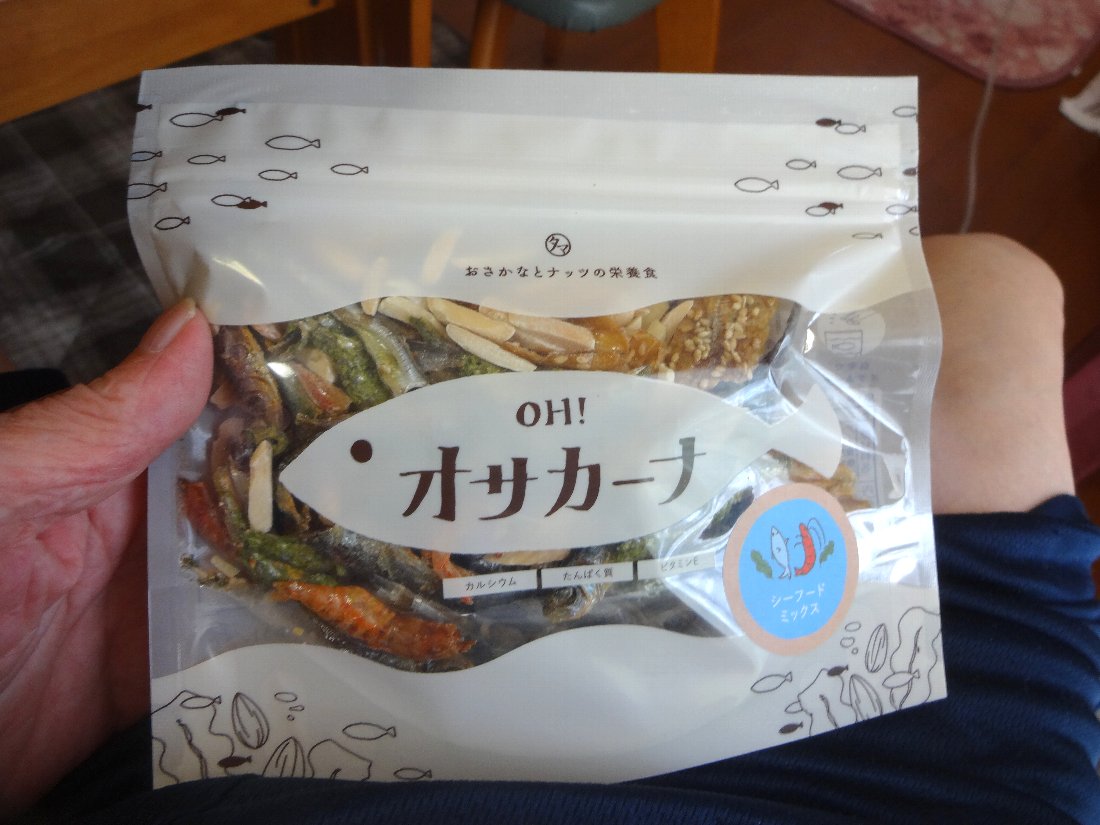 タマ
おさかなとナッツの栄養食
OH!
オサカーナ
カルシウム
たんぱく質
ビタミンE
シーフード
ミックス